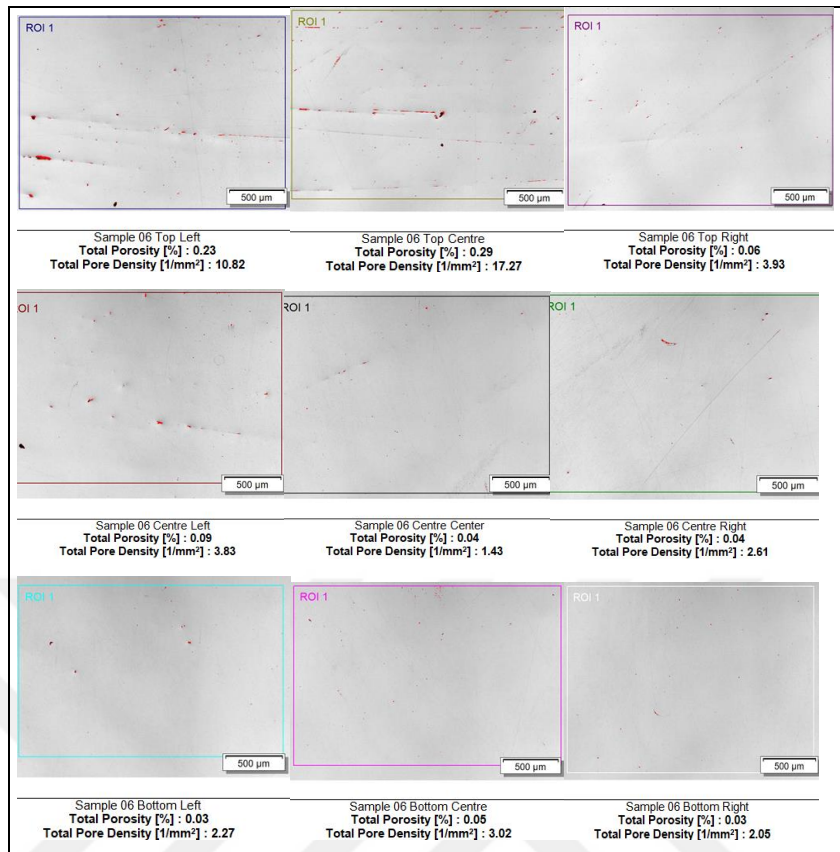 ROI 1
ROI 1
ROI 1
500 µm
500 µm
500 µm
Sample 06 Top Left
Total Porosity [%] : 0.23
Total Pore Density [1/mm²] : 10.82
Sample 06 Top Centre
Total Porosity [%] : 0.29
Total Pore Density [1/mm²] : 17.27
Sample 06 Top Right
Total Porosity [%] : 0.06
Total Pore Density [1/mm²] : 3.93
ROI 1
ROI 1
ROI 1
500 µm
500 µm
500 µm
Sample 06 Centre Left
Total Porosity [%] : 0.09
Total Pore Density [1/mm²] : 3.83
Sample 06 Centre Center
Total Porosity [%] : 0.04
Total Pore Density [1/mm²] : 1.43
Sample 06 Centre Right
Total Porosity [%] : 0.04
Total Pore Density [1/mm²] : 2.61
ROI 1
ROI 1
ROI 1
500 µm
500 µm
500 µm
Sample 06 Bottom Left
Total Porosity [%] : 0.03
Total Pore Density [1/mm²] : 2.27
Sample 06 Bottom Centre
Total Porosity [%] : 0.05
Total Pore Density [1/mm²] : 3.02
Sample 06 Bottom Right
Total Porosity [%] : 0.03
Total Pore Density [1/mm²] : 2.05